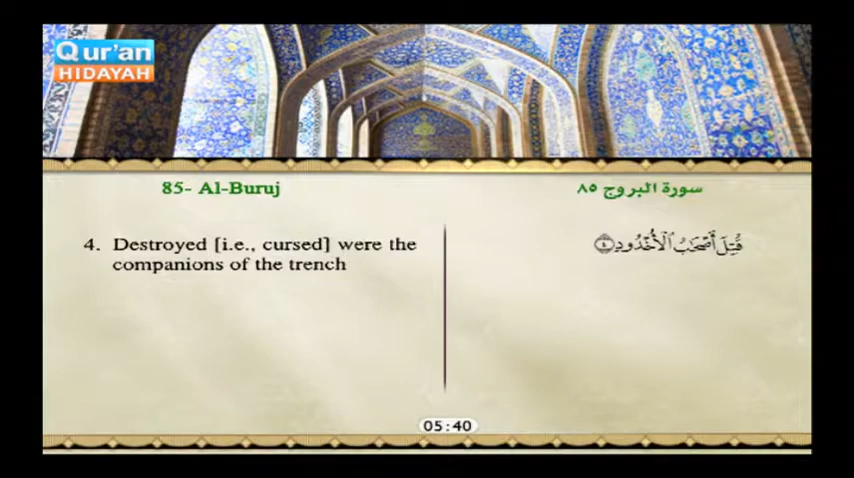 Qur'an
HIDAYAH
85- Al-Buruj
سورة البروج ٨٥
4. Destroyed [i.e., cursed] were the
companions of the trench
قُتِلَ أَصْحَـٰبُ ٱلْأُخْدُودِ ٤
05:40